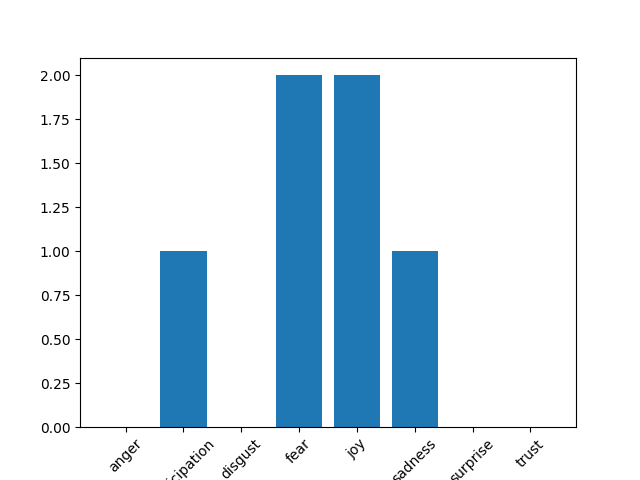 2.00
1.75
1.50
1.25
1.00
0.75
0.50
0.25
0.00
anger
icipation
disgust
fear
joy
sadness
surprise
trust